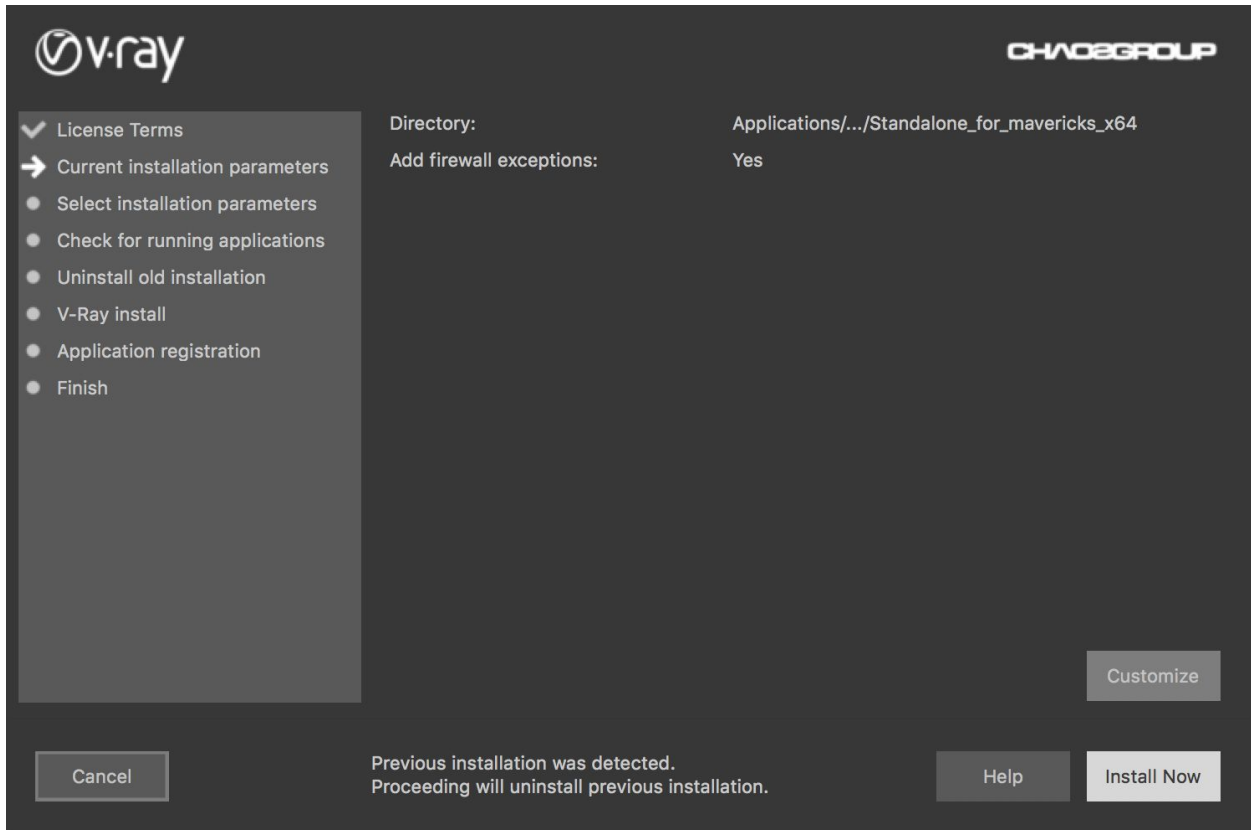 v·ray
CHAOSGROUP
License Terms
Current installation parameters
Select installation parameters
Check for running applications
Uninstall old installation
V-Ray install
Application registration
Finish
Directory: Applications/.../Standalone_for_mavericks_x64
Add firewall exceptions: Yes
Customize
Cancel
Previous installation was detected.
Proceeding will uninstall previous installation.
Help
Install Now